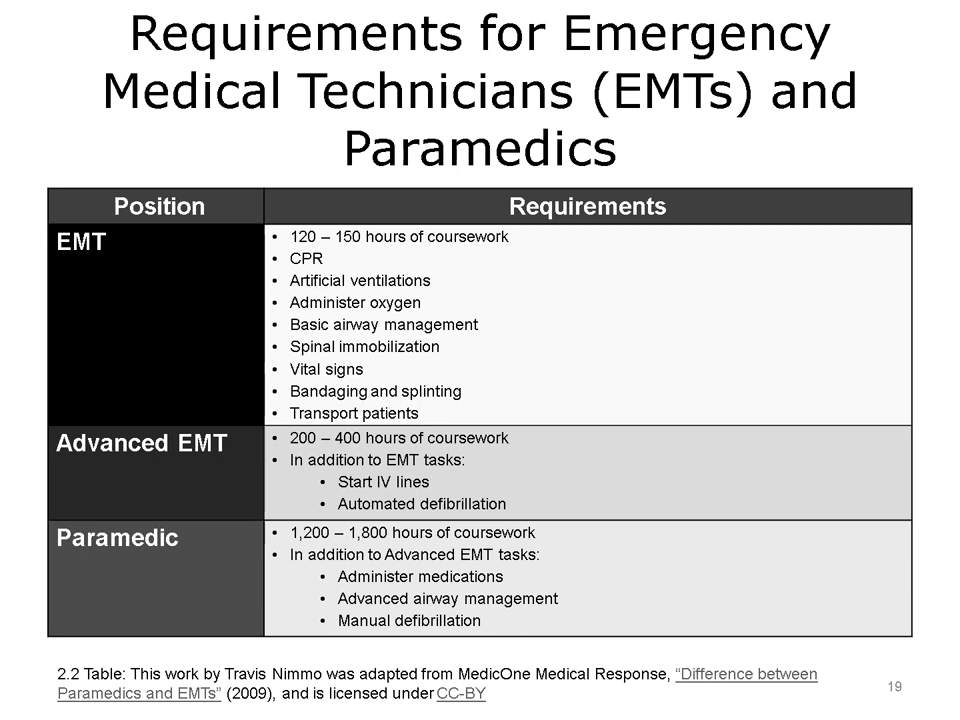 Requirements for Emergency
Medical Technicians (EMTs) and
Paramedics
Position
Requirements
EMT
• 120 – 150 hours of coursework
• CPR
• Artificial ventilations
• Administer oxygen
• Basic airway management
• Spinal immobilization
• Vital signs
• Bandaging and splinting
• Transport patients
Advanced EMT
• 200 – 400 hours of coursework
• In addition to EMT tasks:
• Start IV lines
• Automated defibrillation
Paramedic
• 1,200 – 1,800 hours of coursework
• In addition to Advanced EMT tasks:
• Administer medications
• Advanced airway management
• Manual defibrillation
2.2 Table: This work by Travis Nimmo was adapted from MedicOne Medical Response, “Difference between
Paramedics and EMTs” (2009), and is licensed under CC-BY
19